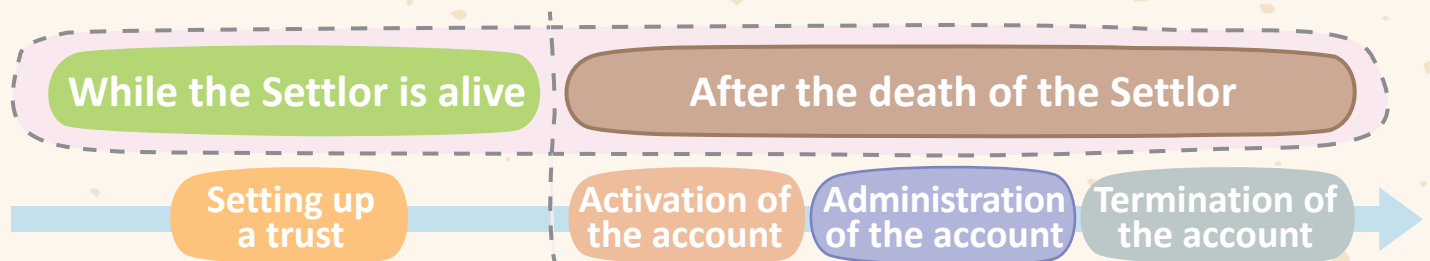 While the Settlor is alive
After the death of the Settlor
Setting up
a trust
Activation of
the account
Administration
of the account
Termination of
the account